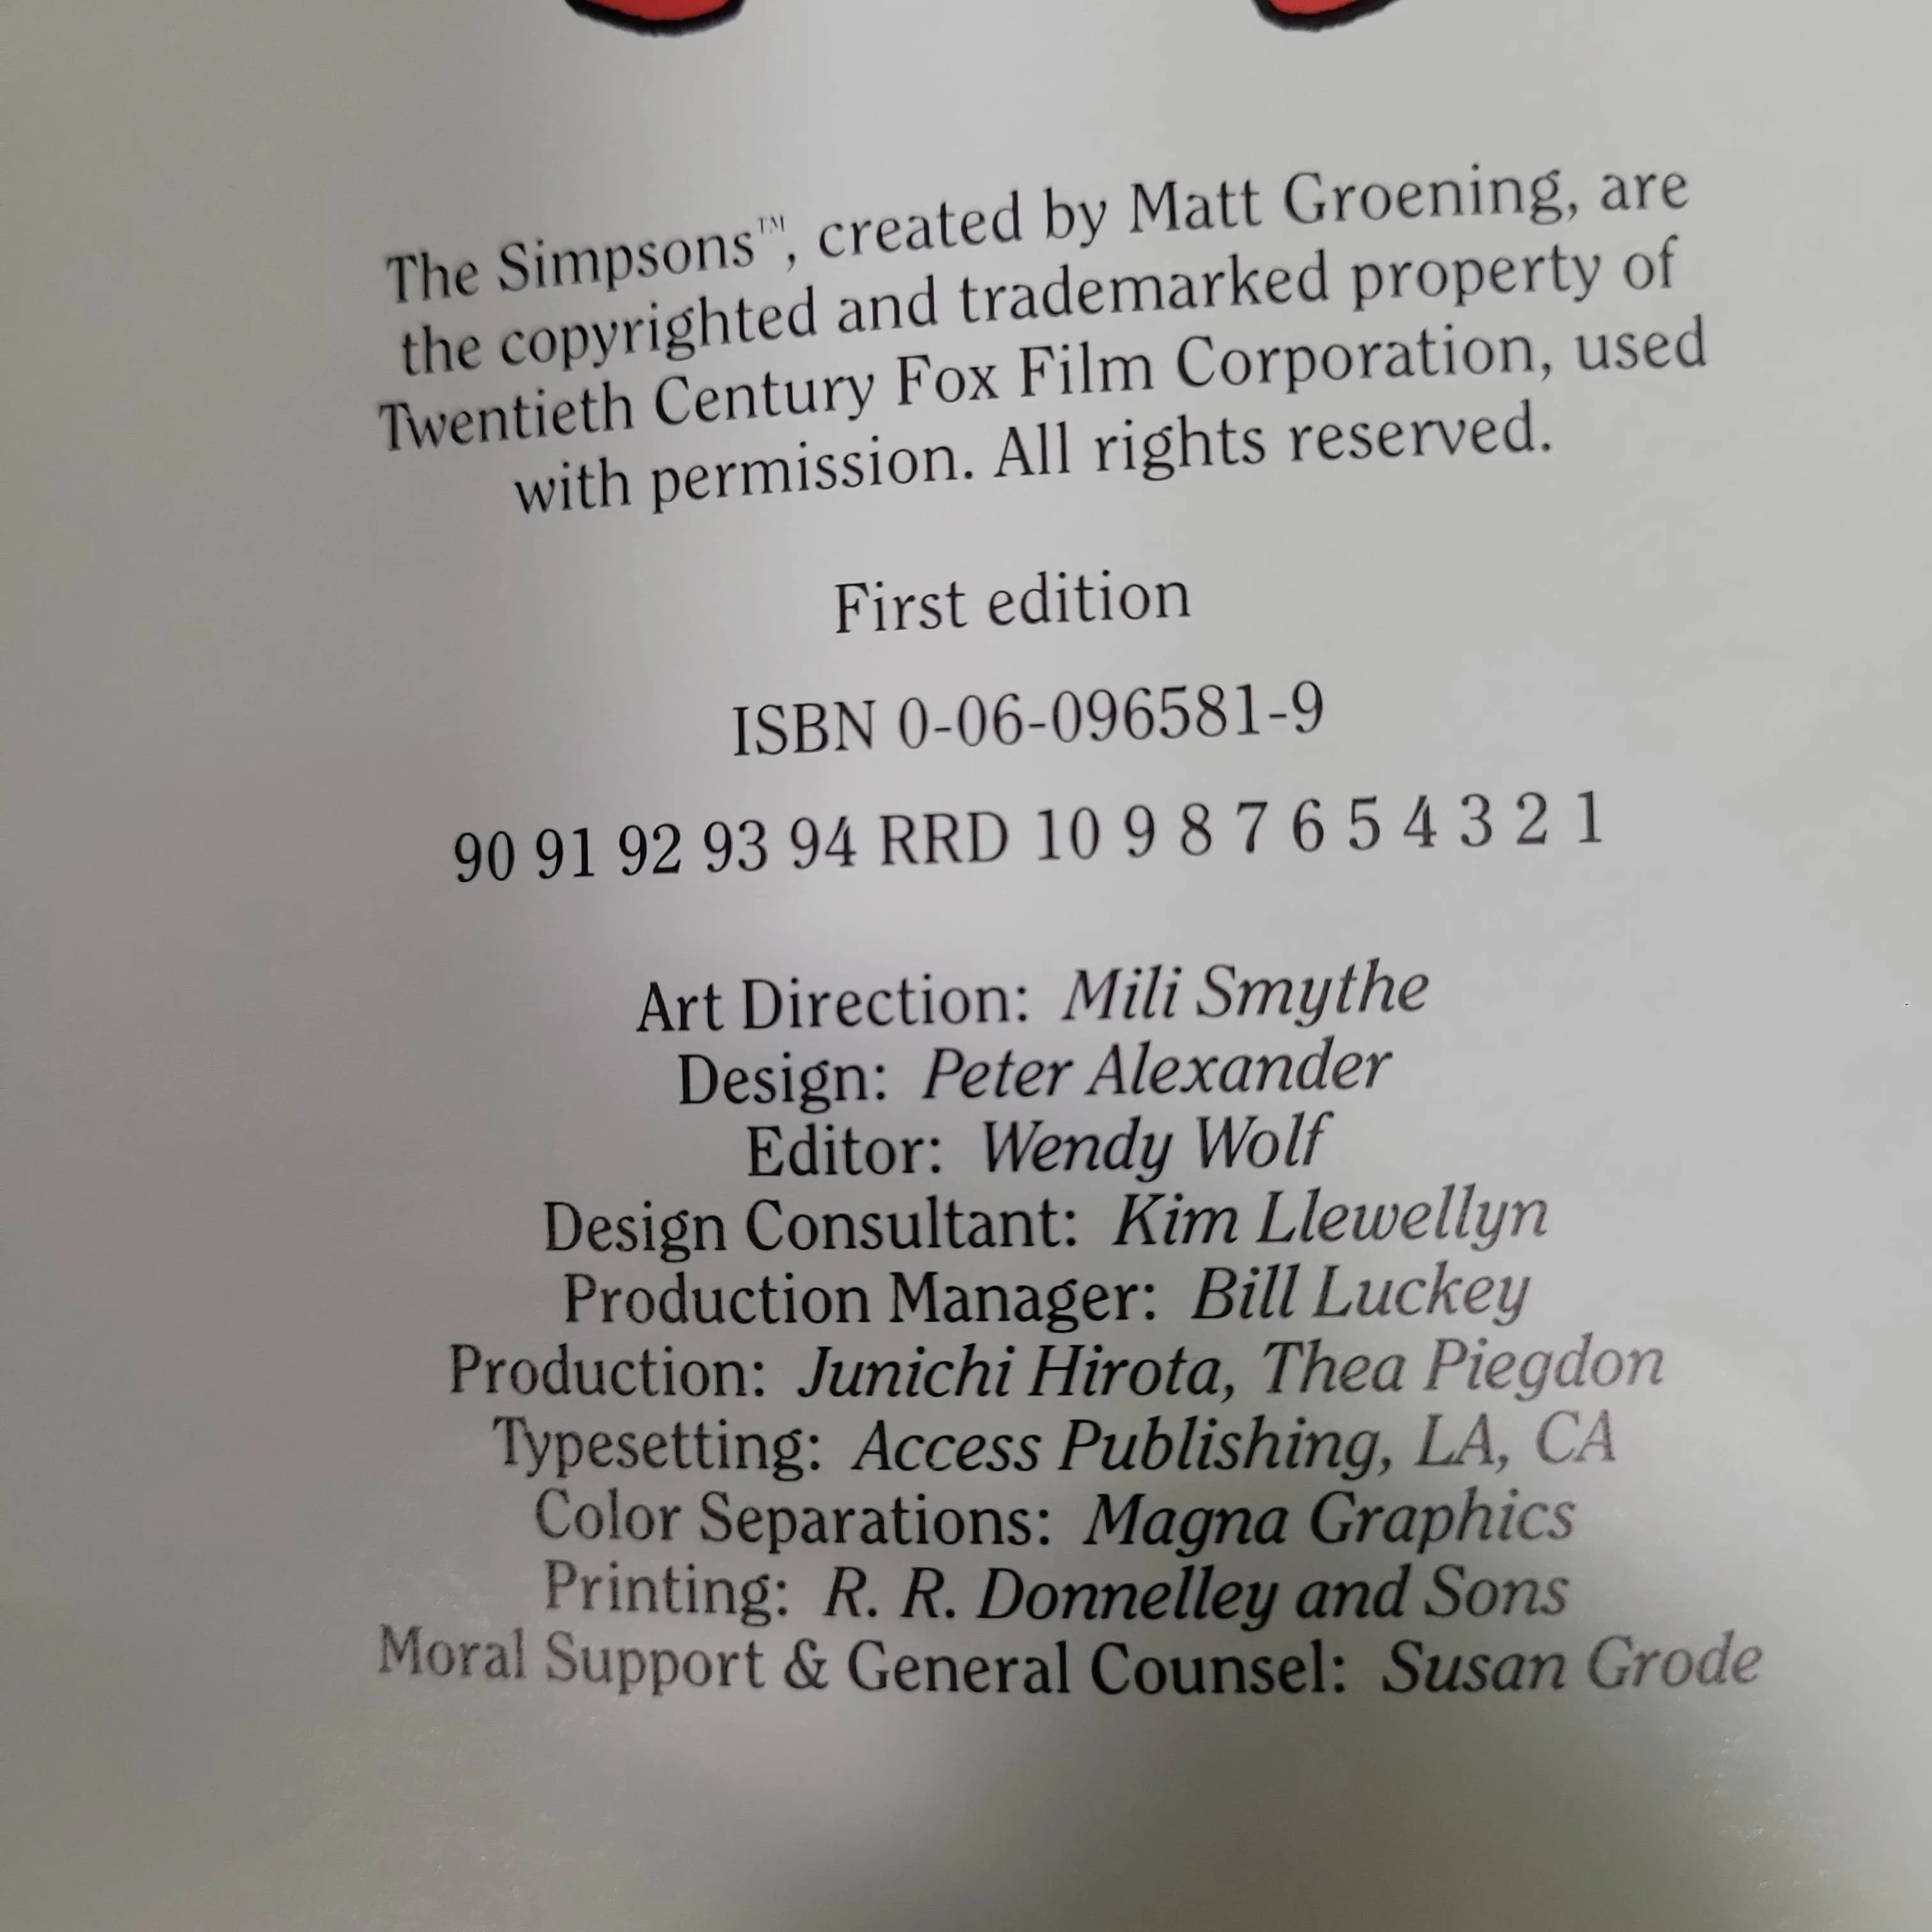 The Simpsons™, created by Matt Groening, are
the copyrighted and trademarked property of
Twentieth Century Fox Film Corporation, used
with permission. All rights reserved.
First edition
ISBN 0-06-096581-9
90 91 92 93 94 RRD 10 9 8 7 6 5 4 3 2 1
Art Direction: Mili Smythe
Design: Peter Alexander
Editor: Wendy Wolf
Design Consultant: Kim Llewellyn
Production Manager: Bill Luckey
Production: Junichi Hirota, Thea Piegdon
Typesetting: Access Publishing, LA, CA
Color Separations: Magna Graphics
Printing: R. R. Donnelley and Sons
Moral Support & General Counsel: Susan Grode